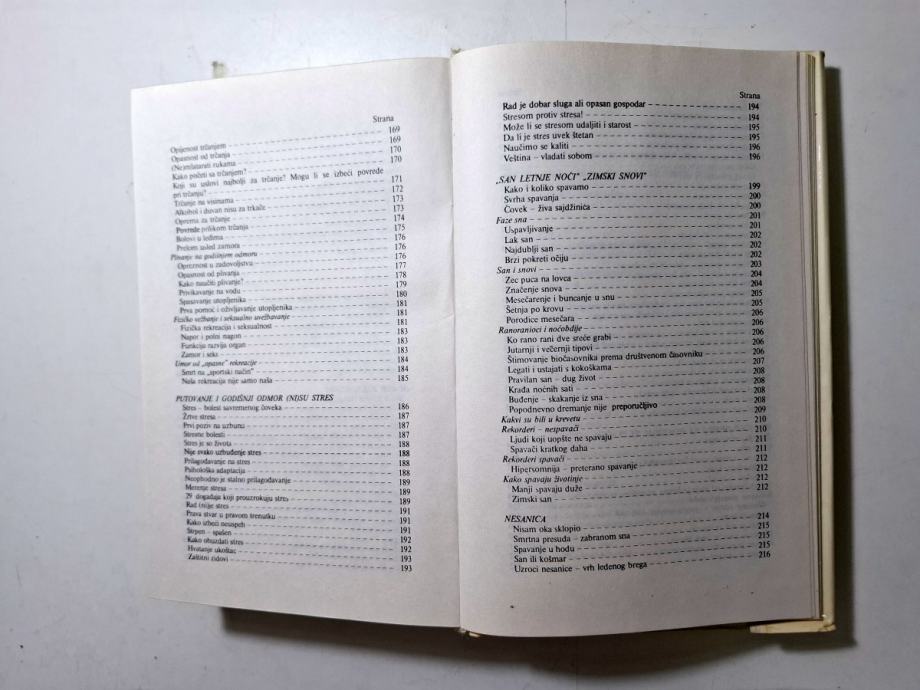 Strana
Opijenost trčanjem 169
Opasnost od trčanja 169
(Ne)mlatarati rukama 170
Kako početi sa trčanjem? 170
Koji su uslovi najbolji za trčanje? Mogu li se izbeći povrede
pri trčanju? 171
Trčanje na visinama 172
Alkohol i duvan nisu za trkače 173
Oprema za trčanje 173
Povrede prilikom trčanja 174
Bolovi u leđima 175
Prelom usled zamora 176
Plivanje na godišnjem odmoru 176
Opreznost u zadovoljstvu 176
Opasnost od plivanja 177
Kako naučiti plivanje? 178
Privikavanje na vodu 179
Spasavanje utopljenika 180
Prva pomoć i oživljavanje utopljenika 181
Fizičko vežbanje i seksualno uvežbavanje 181
Fizička rekreacija i seksualnost 181
Napor i polni nagon 183
Funkcija razvija organ 183
Zamor i seks 183
Umor od „opasne" rekreacije 184
Smrt na „sportski način" 184
Naša rekreacija nije samo naša 185
PUTOVANJE I GODIŠNJI ODMOR (NI)SU STRES
Stres – bolest savremenog čoveka 186
Žrtve stresa 187
Prvi poziv na uzbunu 187
Stresne bolesti 187
Stres je so života 188
Nije svako uzbuđenje stres 188
Prilagođavanje na stres 188
Psihološka adaptacija 188
Neophodno je stalno prilagođavanje 189
Merenje stresa 189
29 događaja koji prouzrokuju stres 189
Rad (ni)je stres 191
Prava stvar u pravom trenutku 191
Kako izbeći neuspeh 191
Strpen – spašen 192
Kako obuzdati stres 192
Hvatanje ukoštac 193
Zaštitni zidovi
Strana
Rad je dobar sluga ali opasan gospodar 194
Stresom protiv stresa! 194
Može li se stresom udaljiti i starost 195
Da li je stres uvek štetan 195
Naučimo se kaliti 196
Veština – vladati sobom 196
„SAN LETNJE NOĆI" „ZIMSKI SNOVI"
Kako i koliko spavamo 199
Svrha spavanja 200
Čovek – živa sajdžinica 200
Faze sna 201
Uspavljivanje 201
Lak san 202
Najdublji san 202
Brzi pokreti očiju 202
San i snovi 203
Zec puca na lovca 204
Značenje snova 204
Mesečarenje i buncanje u snu 205
Šetnja po krovu 205
Porodice mesečara 206
Ranoranioci i noćobdije 206
Ko rano rani dve sreće grabi 206
Jutarnji i večernji tipovi 206
Štimovanje biočasovnika prema društvenom časovniku 206
Legati i ustajati s kokoškama 207
Pravilan san – dug život 208
Krađa noćnih sati 208
Buđenje – skakanje iz sna 208
Popodnevno dremanje nije preporučljivo 208
Kakvi su bili u krevetu 209
Rekorderi – nespavači 210
Ljudi koji uopšte ne spavaju 210
Spavači kratkog daha 211
Rekorderi spavači 211
Hipersomnija – preterano spavanje 212
Kako spavaju životinje 212
Manji spavaju duže 212
Zimski san 212
NESANICA
Nisam oka sklopio 214
Smrtna presuda – zabranom sna 215
Spavanje u hodu 215
San ili košmar 215
Uzroci nesanice – vrh ledenog brega 216